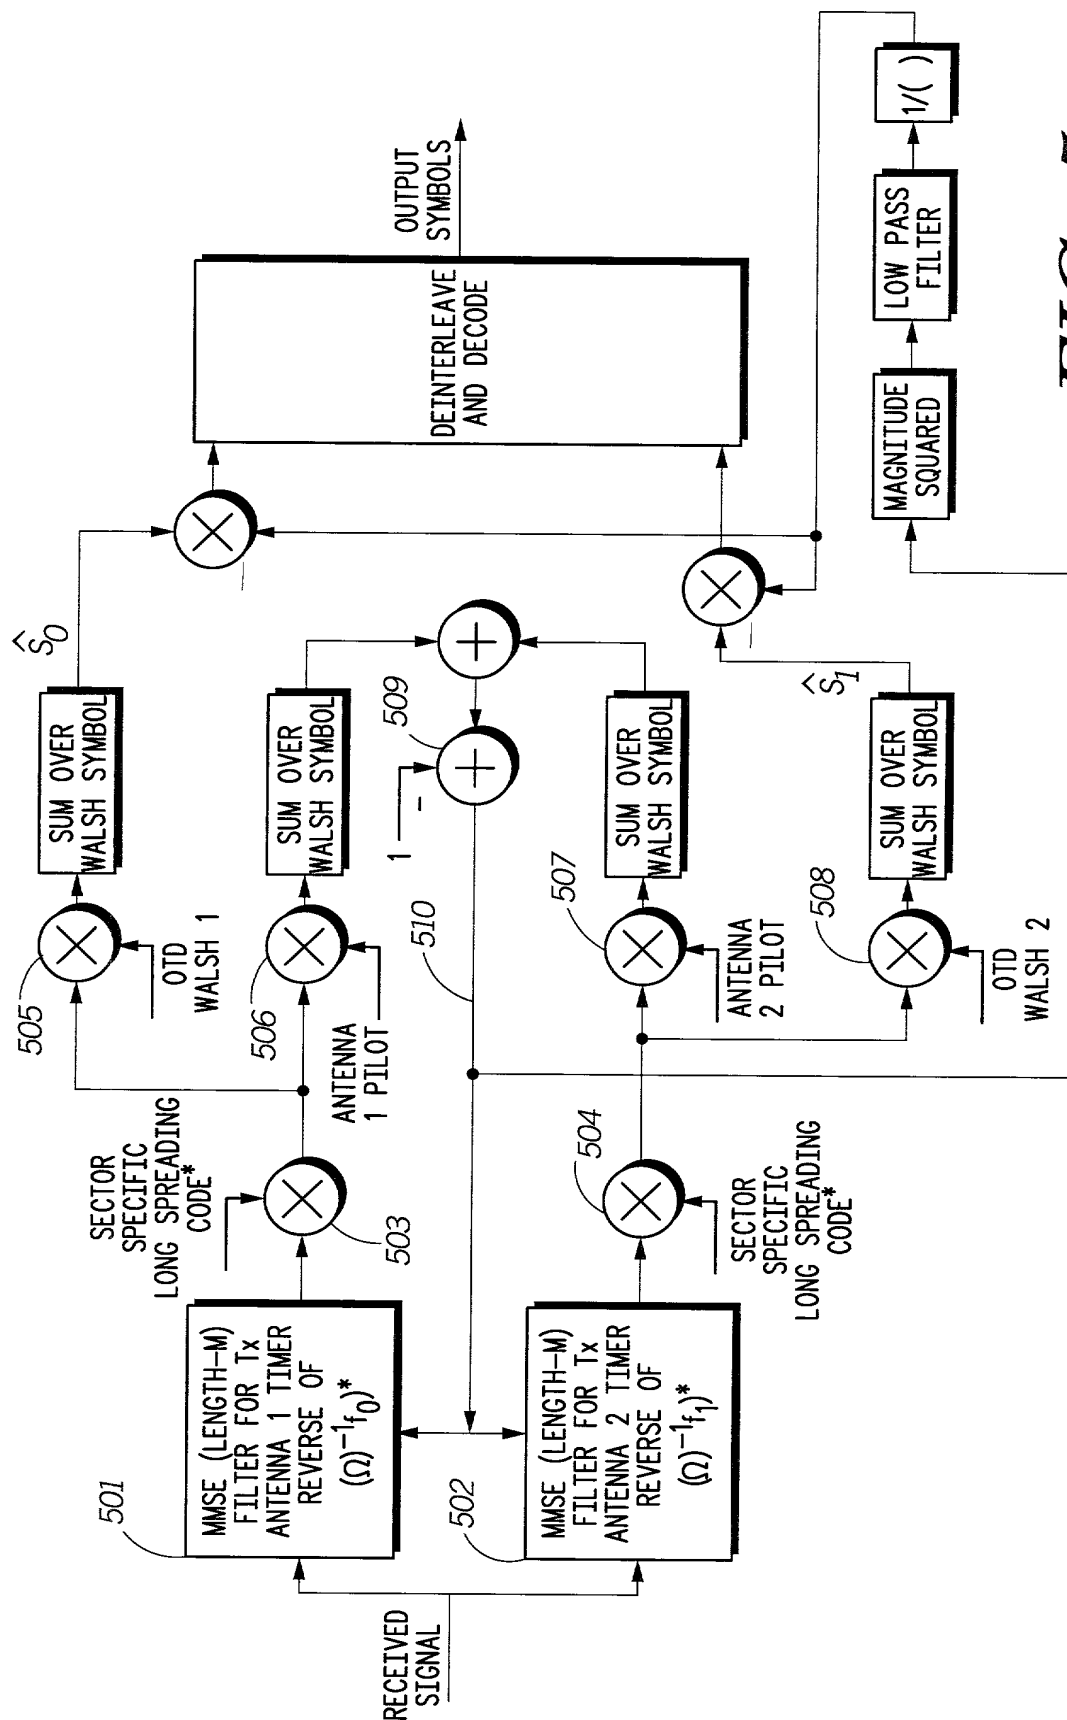 RECEIVED
SIGNAL
501
MMSE (LENGTH-M)
FILTER FOR Tx
ANTENNA 1 TIMER
REVERSE OF
(Ω)⁻¹f₀)*
502
MMSE (LENGTH-M)
FILTER FOR Tx
ANTENNA 2 TIMER
REVERSE OF
(Ω)⁻¹f₁)*
SECTOR
SPECIFIC
LONG SPREADING
CODE*
503
504
SECTOR
SPECIFIC
LONG SPREADING
CODE*
505
OTD
WALSH 1
506
ANTENNA
1 PILOT
510
507
ANTENNA
2 PILOT
508
OTD
WALSH 2
SUM OVER
WALSH SYMBOL
SUM OVER
WALSH SYMBOL
1
-
+
509
+
SUM OVER
WALSH SYMBOL
SUM OVER
WALSH SYMBOL
Ŝ₀
Ŝ₁
DEINTERLEAVE
AND DECODE
OUTPUT
SYMBOLS
MAGNITUDE
SQUARED
LOW PASS
FILTER
1/( )